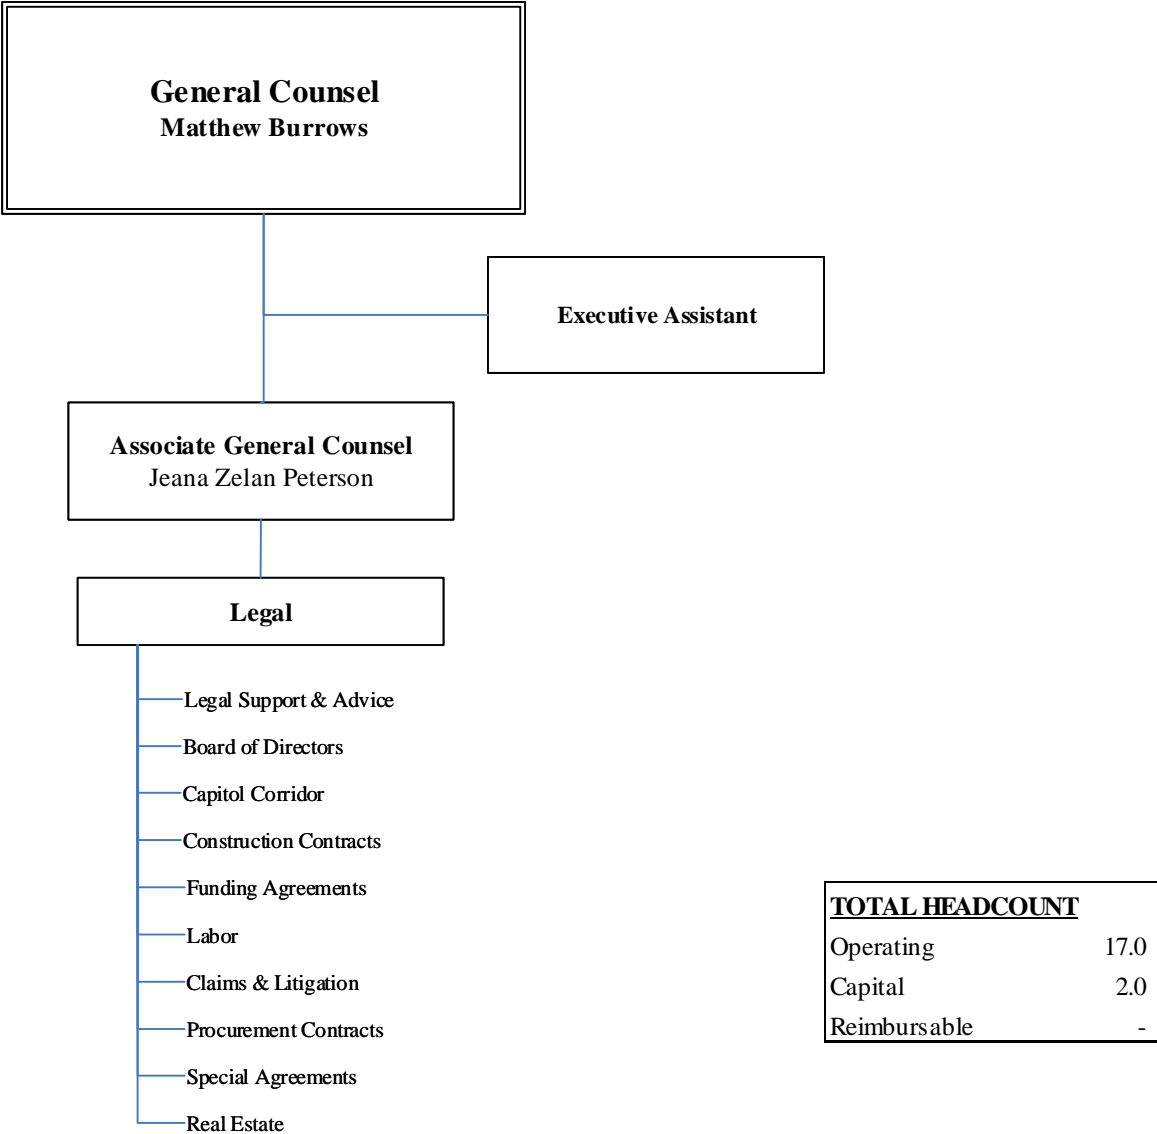 General Counsel
Matthew Burrows
Executive Assistant
Associate General Counsel
Jeana Zelan Peterson
Legal
Legal Support & Advice
Board of Directors
Capitol Corridor
Construction Contracts
Funding Agreements
Labor
Claims & Litigation
Procurement Contracts
Special Agreements
Real Estate
TOTAL HEADCOUNT
Operating 17.0
Capital 2.0
Reimbursable -